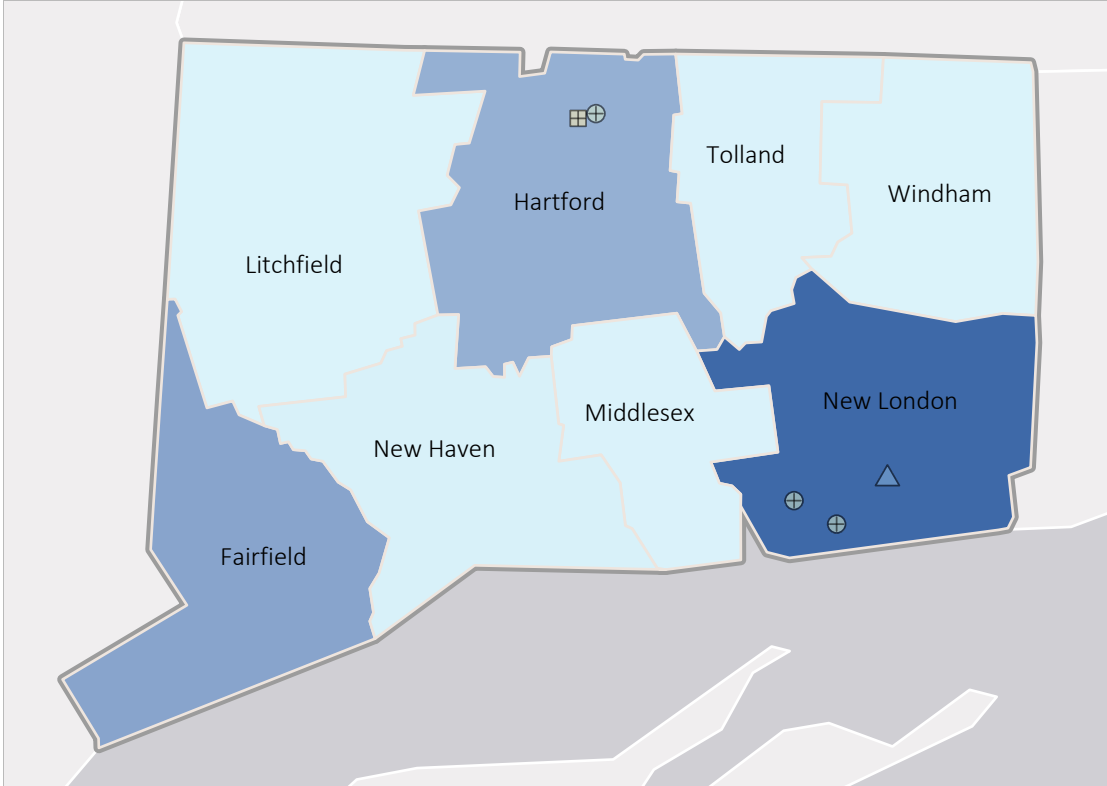 Tolland
Windham
Hartford
Litchfield
New London
Middlesex
New Haven
Fairfield